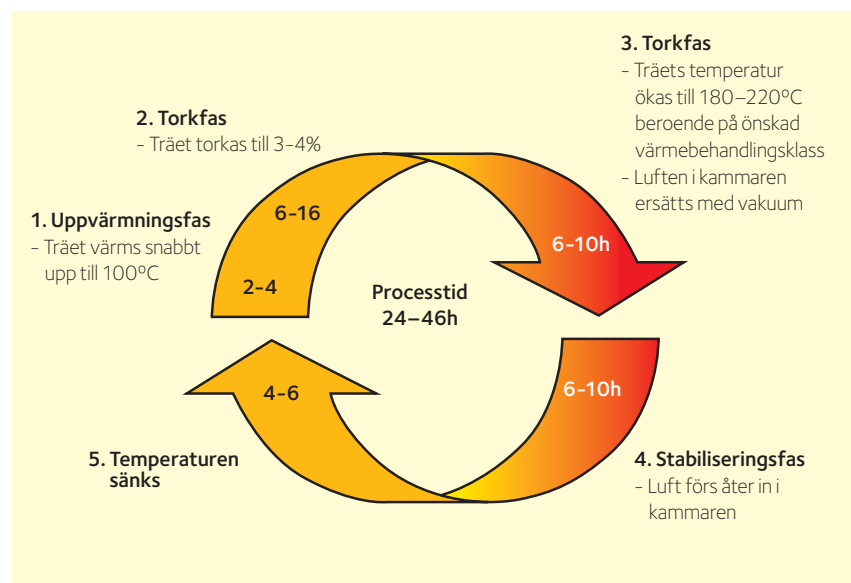 1. Uppvärmningsfas
- Träet värms snabbt
upp till 100ºC
2-4
2. Torkfas
- Träet torkas till 3-4%
6-16
3. Torkfas
- Träets temperatur
ökas till 180–220ºC
beroende på önskad
värmebehandlingsklass
- Luften i kammaren
ersätts med vakuum
6-10h
Processtid
24–46h
6-10h
4. Stabiliseringsfas
- Luft förs åter in i
kammaren
4-6
5. Temperaturen
sänks